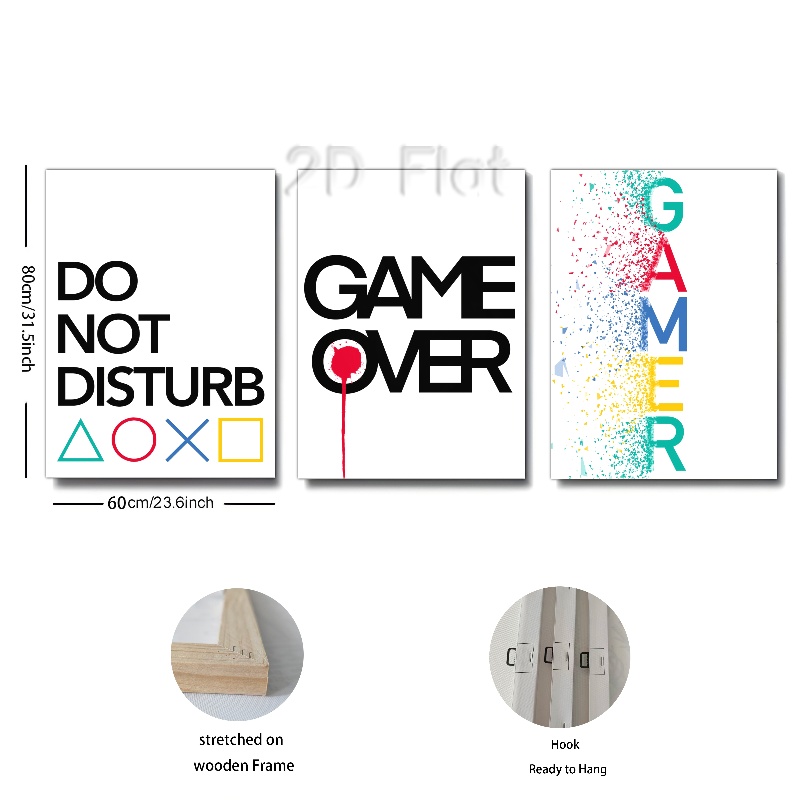 2D Flat
80cm/31.5inch
DO
NOT
DISTURB
GAME
OVER
GAMER
60cm/23.6inch
stretched on
wooden Frame
Hook
Ready to Hang